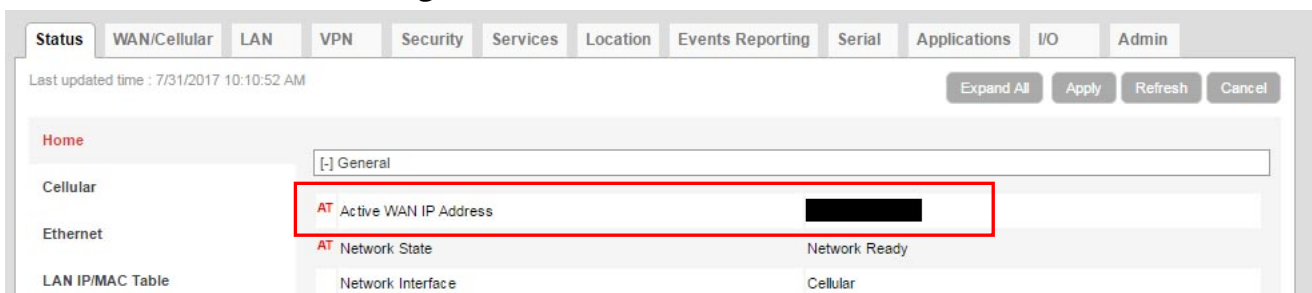 Status WAN/Cellular LAN VPN Security Services Location Events Reporting Serial Applications I/O Admin
Last updated time : 7/31/2017 10:10:52 AM
Expand All Apply Refresh Cancel
Home
[-] General
Cellular
AT Active WAN IP Address
Ethernet
AT Network State Network Ready
LAN IP/MAC Table
Network Interface Cellular